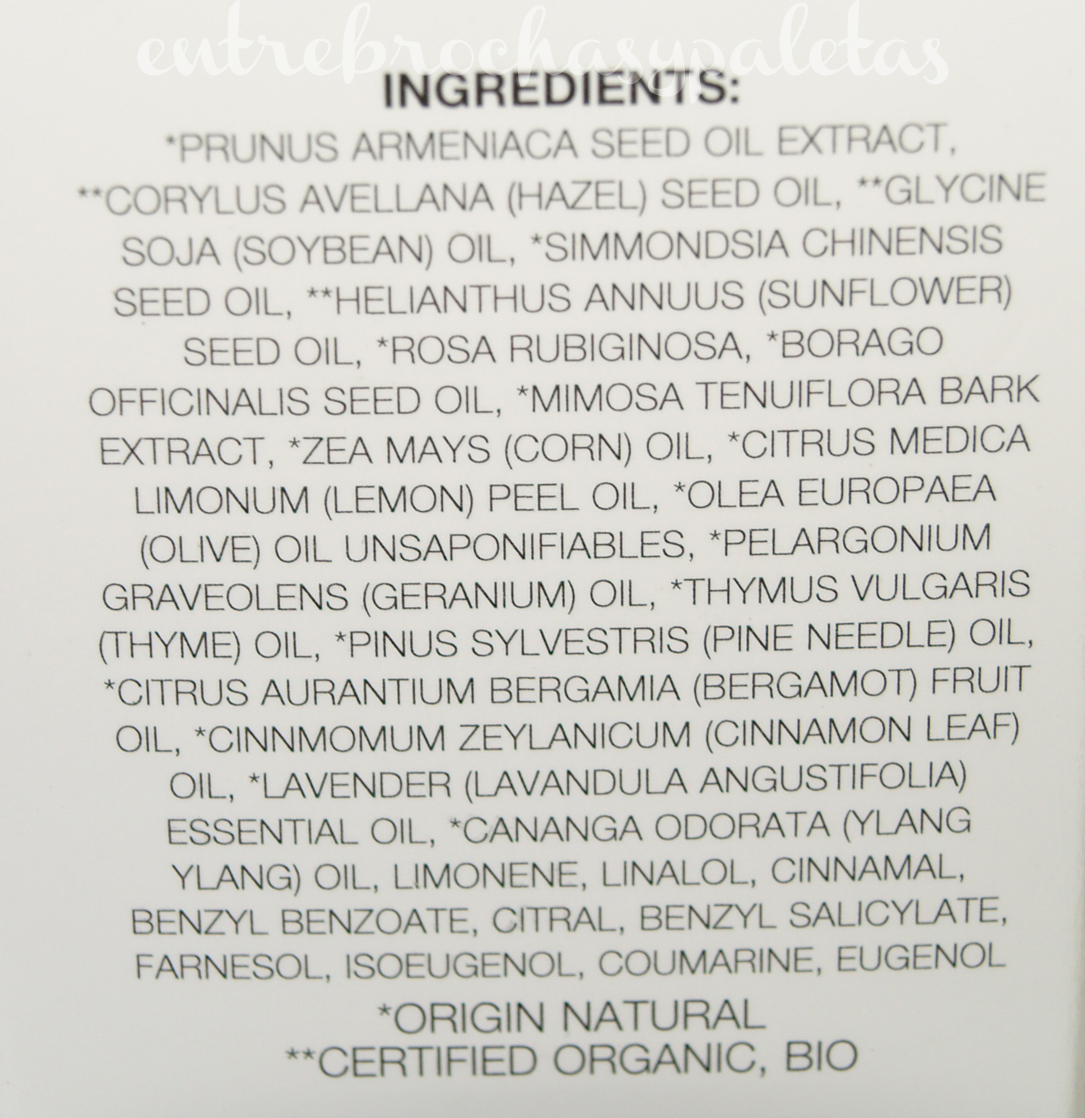 entrebrochasypaletas
INGREDIENTS:
*PRUNUS ARMENIACA SEED OIL EXTRACT,
**CORYLUS AVELLANA (HAZEL) SEED OIL, **GLYCINE
SOJA (SOYBEAN) OIL, *SIMMONDSIA CHINENSIS
SEED OIL, **HELIANTHUS ANNUUS (SUNFLOWER)
SEED OIL, *ROSA RUBIGINOSA, *BORAGO
OFFICINALIS SEED OIL, *MIMOSA TENUIFLORA BARK
EXTRACT, *ZEA MAYS (CORN) OIL, *CITRUS MEDICA
LIMONUM (LEMON) PEEL OIL, *OLEA EUROPAEA
(OLIVE) OIL UNSAPONIFIABLES, *PELARGONIUM
GRAVEOLENS (GERANIUM) OIL, *THYMUS VULGARIS
(THYME) OIL, *PINUS SYLVESTRIS (PINE NEEDLE) OIL,
*CITRUS AURANTIUM BERGAMIA (BERGAMOT) FRUIT
OIL, *CINNMOMUM ZEYLANICUM (CINNAMON LEAF)
OIL, *LAVENDER (LAVANDULA ANGUSTIFOLIA)
ESSENTIAL OIL, *CANANGA ODORATA (YLANG
YLANG) OIL, LIMONENE, LINALOL, CINNAMAL,
BENZYL BENZOATE, CITRAL, BENZYL SALICYLATE,
FARNESOL, ISOEUGENOL, COUMARINE, EUGENOL
*ORIGIN NATURAL
**CERTIFIED ORGANIC, BIO